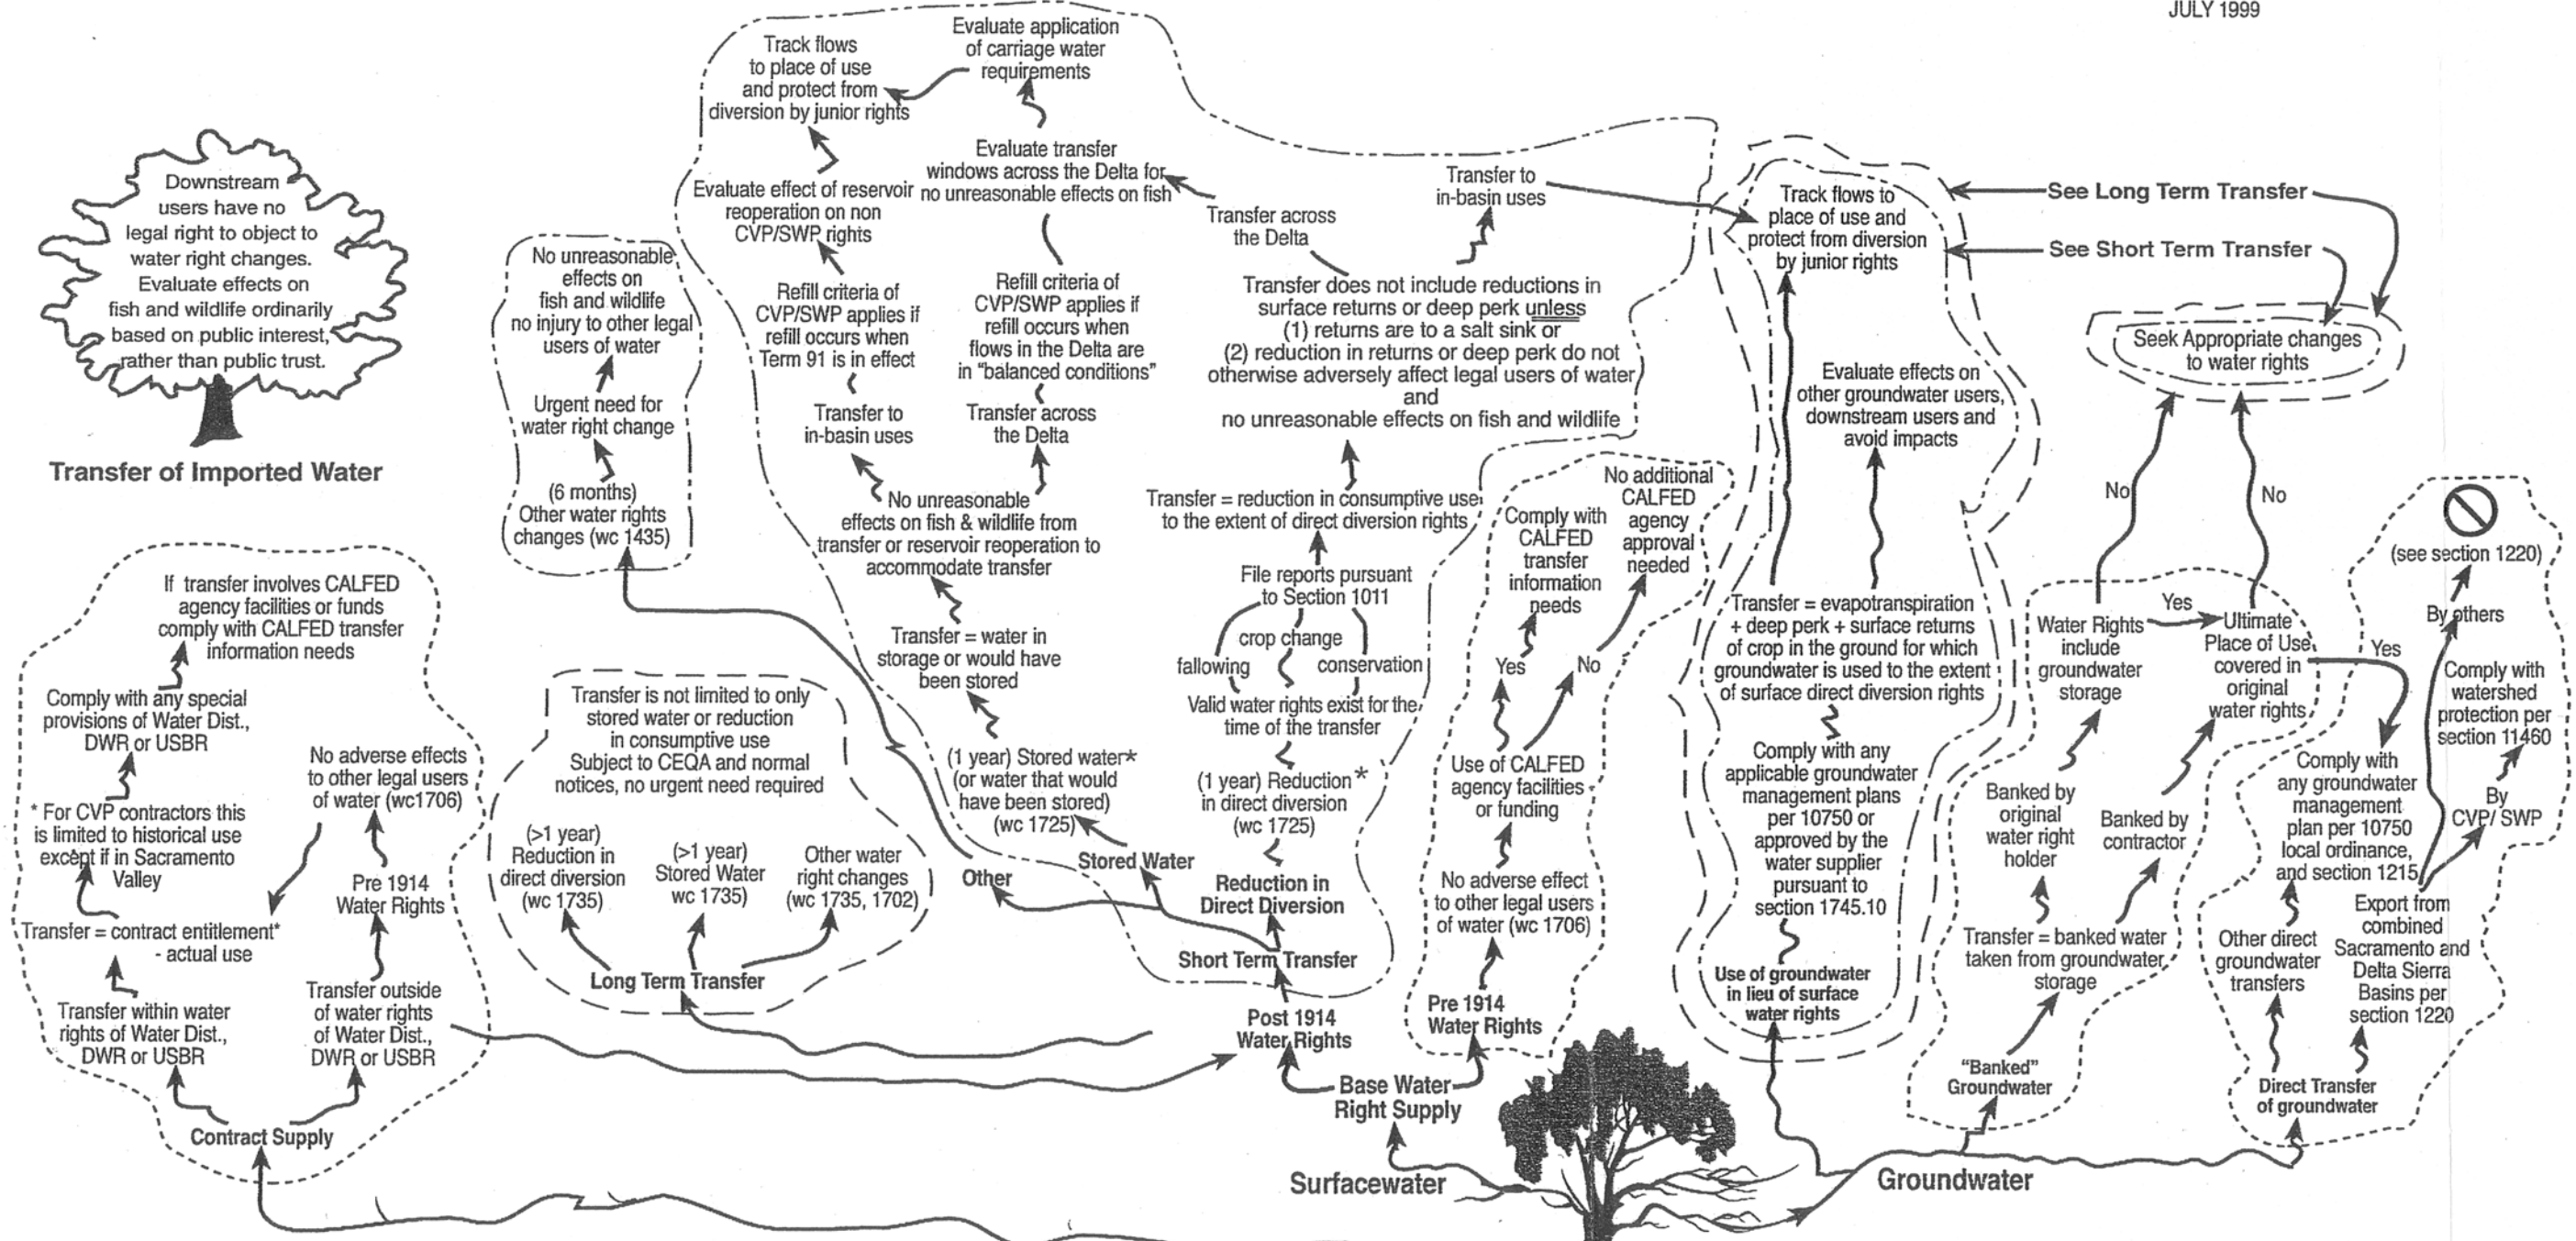 JULY 1999
Downstream
users have no
legal right to object to
water right changes.
Evaluate effects on
fish and wildlife ordinarily
based on public interest,
rather than public trust.
Transfer of Imported Water
If transfer involves CALFED
agency facilities or funds
comply with CALFED transfer
information needs
Comply with any special
provisions of Water Dist.,
DWR or USBR
* For CVP contractors this
is limited to historical use
except if in Sacramento
Valley
Transfer = contract entitlement*
- actual use
Transfer within water
rights of Water Dist.,
DWR or USBR
No adverse effects
to other legal users
of water (wc1706)
Pre 1914
Water Rights
Transfer outside
of water rights
of Water Dist.,
DWR or USBR
Contract Supply
No unreasonable
effects on
fish and wildlife
no injury to other legal
users of water
Urgent need for
water right change
(6 months)
Other water rights
changes (wc 1435)
Transfer is not limited to only
stored water or reduction
in consumptive use
Subject to CEQA and normal
notices, no urgent need required
(>1 year)
Reduction in
direct diversion
(wc 1735)
(>1 year)
Stored Water
wc 1735)
Other water
right changes
(wc 1735, 1702)
Long Term Transfer
Track flows
to place of use
and protect from
diversion by junior rights
Evaluate application
of carriage water
requirements
Evaluate effect of reservoir
reoperation on non
CVP/SWP rights
Evaluate transfer
windows across the Delta for
no unreasonable effects on fish
Refill criteria of
CVP/SWP applies if
refill occurs when
Term 91 is in effect
Refill criteria of
CVP/SWP applies if
refill occurs when
flows in the Delta are
in "balanced conditions"
Transfer to
in-basin uses
Transfer across
the Delta
No unreasonable
effects on fish & wildlife from
transfer or reservoir reoperation to
accommodate transfer
Transfer = water in
storage or would have
been stored
(1 year) Stored water*
(or water that would
have been stored)
(wc 1725)
Stored Water
Other
Transfer across
the Delta
Transfer to
in-basin uses
Transfer does not include reductions in
surface returns or deep perk unless
(1) returns are to a salt sink or
(2) reduction in returns or deep perk do not
otherwise adversely affect legal users of water
and
no unreasonable effects on fish and wildlife
Transfer = reduction in consumptive use
to the extent of direct diversion rights
File reports pursuant
to Section 1011
crop change
fallowing
conservation
Valid water rights exist for the
time of the transfer
(1 year) Reduction*
in direct diversion
(wc 1725)
Reduction in
Direct Diversion
Short Term Transfer
Post 1914
Water Rights
Base Water
Right Supply
Surfacewater
Comply with
CALFED
transfer
information
needs
No additional
CALFED
agency
approval
needed
Yes
No
Use of CALFED
agency facilities
or funding
No adverse effect
to other legal users
of water (wc 1706)
Pre 1914
Water Rights
Track flows to
place of use and
protect from diversion
by junior rights
Evaluate effects on
other groundwater users,
downstream users and
avoid impacts
Transfer = evapotranspiration
+ deep perk + surface returns
of crop in the ground for which
groundwater is used to the extent
of surface direct diversion rights
Comply with any
applicable groundwater
management plans
per 10750 or
approved by the
water supplier
pursuant to
section 1745.10
Use of groundwater
in lieu of surface
water rights
See Long Term Transfer
See Short Term Transfer
Seek Appropriate changes
to water rights
No
No
Water Rights
include
groundwater
storage
Yes
Ultimate
Place of Use
covered in
original
water rights
Yes
Banked by
original
water right
holder
Banked by
contractor
Transfer = banked water
taken from groundwater
storage
"Banked"
Groundwater
(see section 1220)
By others
Comply with
watershed
protection per
section 11460
By
CVP/ SWP
Comply with
any groundwater
management
plan per 10750
local ordinance,
and section 1215
Other direct
groundwater
transfers
Export from
combined
Sacramento and
Delta Sierra
Basins per
section 1220
Direct Transfer
of groundwater
Groundwater